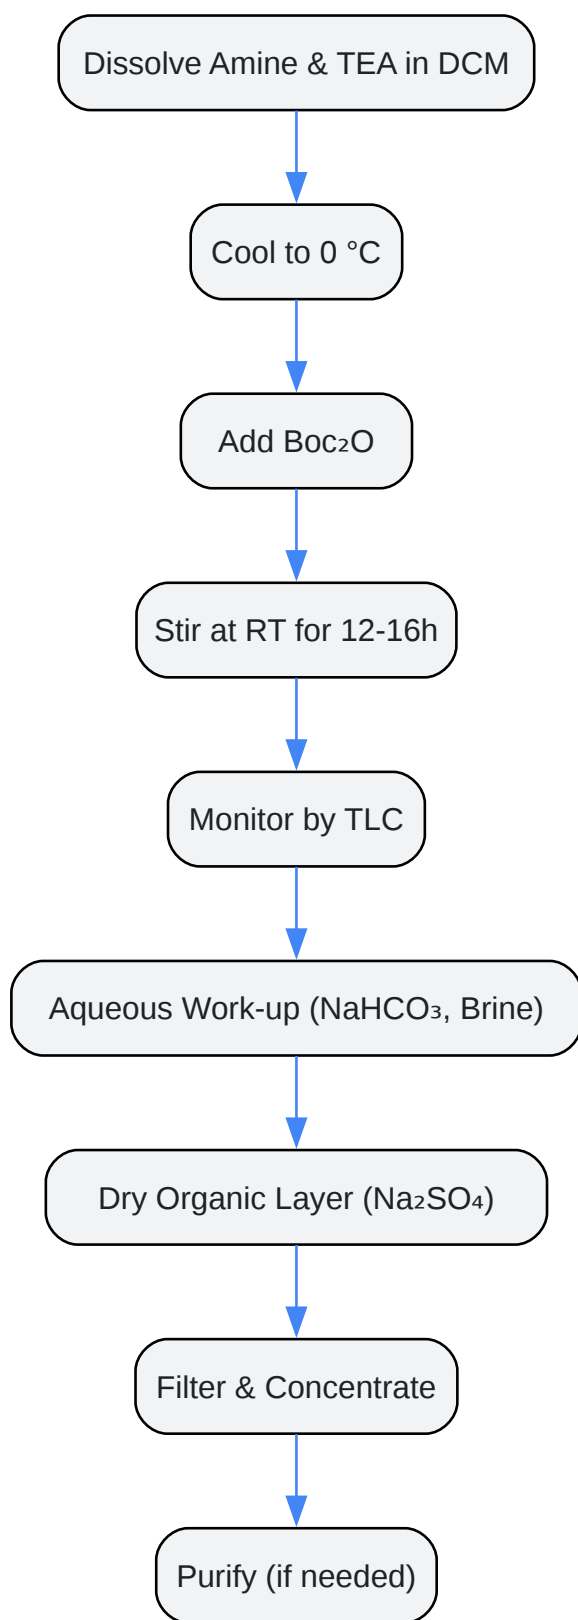 Dissolve Amine & TEA in DCM
Cool to 0 °C
Add Boc₂O
Stir at RT for 12-16h
Monitor by TLC
Aqueous Work-up (NaHCO₃, Brine)
Dry Organic Layer (Na₂SO₄)
Filter & Concentrate
Purify (if needed)